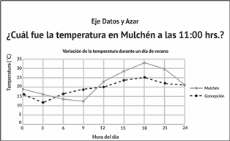 Eje Datos y Azar
¿Cuál fue la temperatura en Mulchén a las 11:00 hrs.?
Variación de la temperatura durante un día de verano
Temperatura (°C)
35
30
25
20
15
10
5
0
0 3 6 9 12 15 18 21 24
Hora del día
Mulchén
Concepción